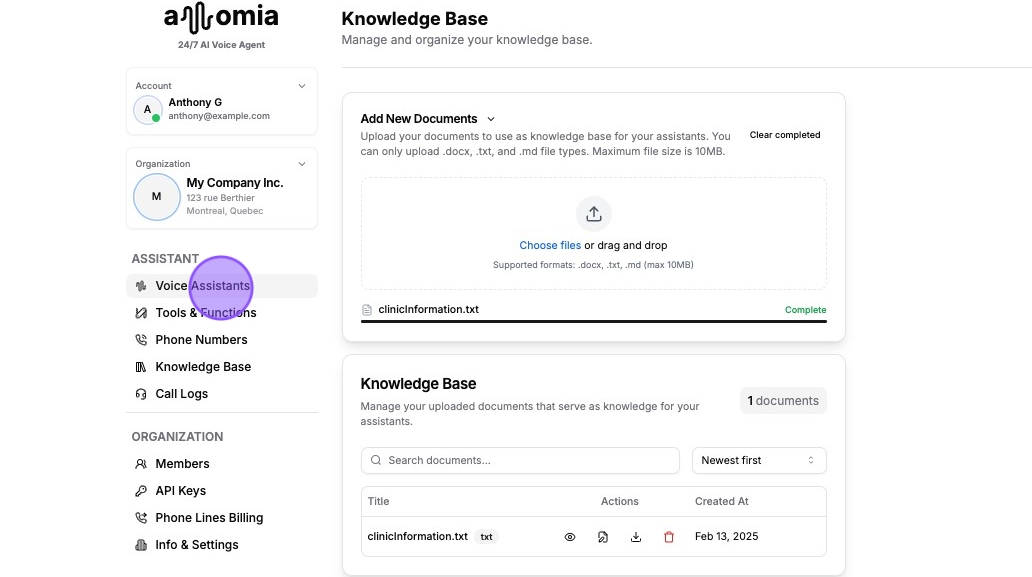 allomia
24/7 AI Voice Agent
Account
A
Anthony G
anthony@example.com
Organization
M
My Company Inc.
123 rue Berthier
Montreal, Quebec
ASSISTANT
Voice Assistants
Tools & Functions
Phone Numbers
Knowledge Base
Call Logs
ORGANIZATION
Members
API Keys
Phone Lines Billing
Info & Settings
Knowledge Base
Manage and organize your knowledge base.
Add New Documents
Upload your documents to use as knowledge base for your assistants. You
can only upload .docx, .txt, and .md file types. Maximum file size is 10MB.
Clear completed
Choose files or drag and drop
Supported formats: .docx, .txt, .md (max 10MB)
clinicInformation.txt Complete
Knowledge Base
Manage your uploaded documents that serve as knowledge for your
assistants.
1 documents
Search documents...
Newest first
Title Actions Created At
clinicInformation.txt txt Feb 13, 2025